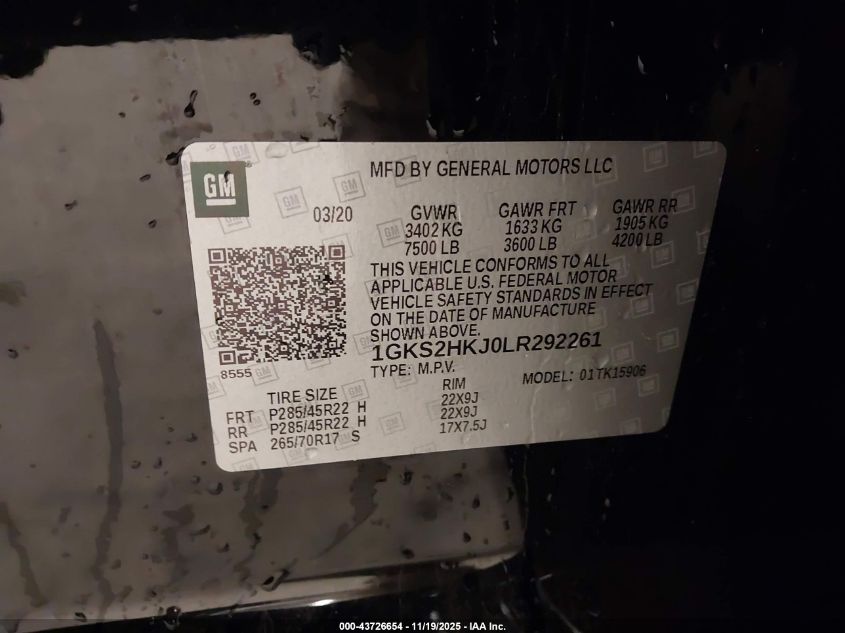 GM
MFD BY GENERAL MOTORS LLC
03/20
GVWR GAWR FRT GAWR RR
3402 KG 1633 KG 1905 KG
7500 LB 3600 LB 4200 LB
THIS VEHICLE CONFORMS TO ALL
APPLICABLE U.S. FEDERAL MOTOR
VEHICLE SAFETY STANDARDS IN EFFECT
ON THE DATE OF MANUFACTURE
SHOWN ABOVE.
1GKS2HKJ0LR292261
8555
TYPE: M.P.V. MODEL: 01TK15906
TIRE SIZE RIM
FRT P285/45R22 H 22X9J
RR P285/45R22 H 22X9J
SPA 265/70R17 S 17X7.5J
000-43726654 - 11/19/2025 - IAA Inc.